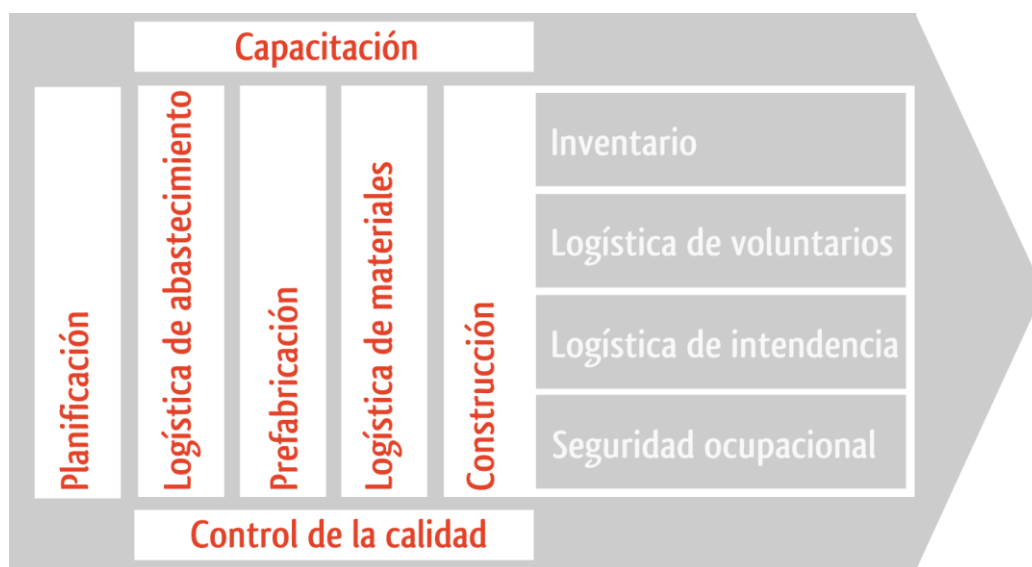 Capacitación
Planificación
Logística de abastecimiento
Prefabricación
Logística de materiales
Construcción
Inventario
Logística de voluntarios
Logística de intendencia
Seguridad ocupacional
Control de la calidad